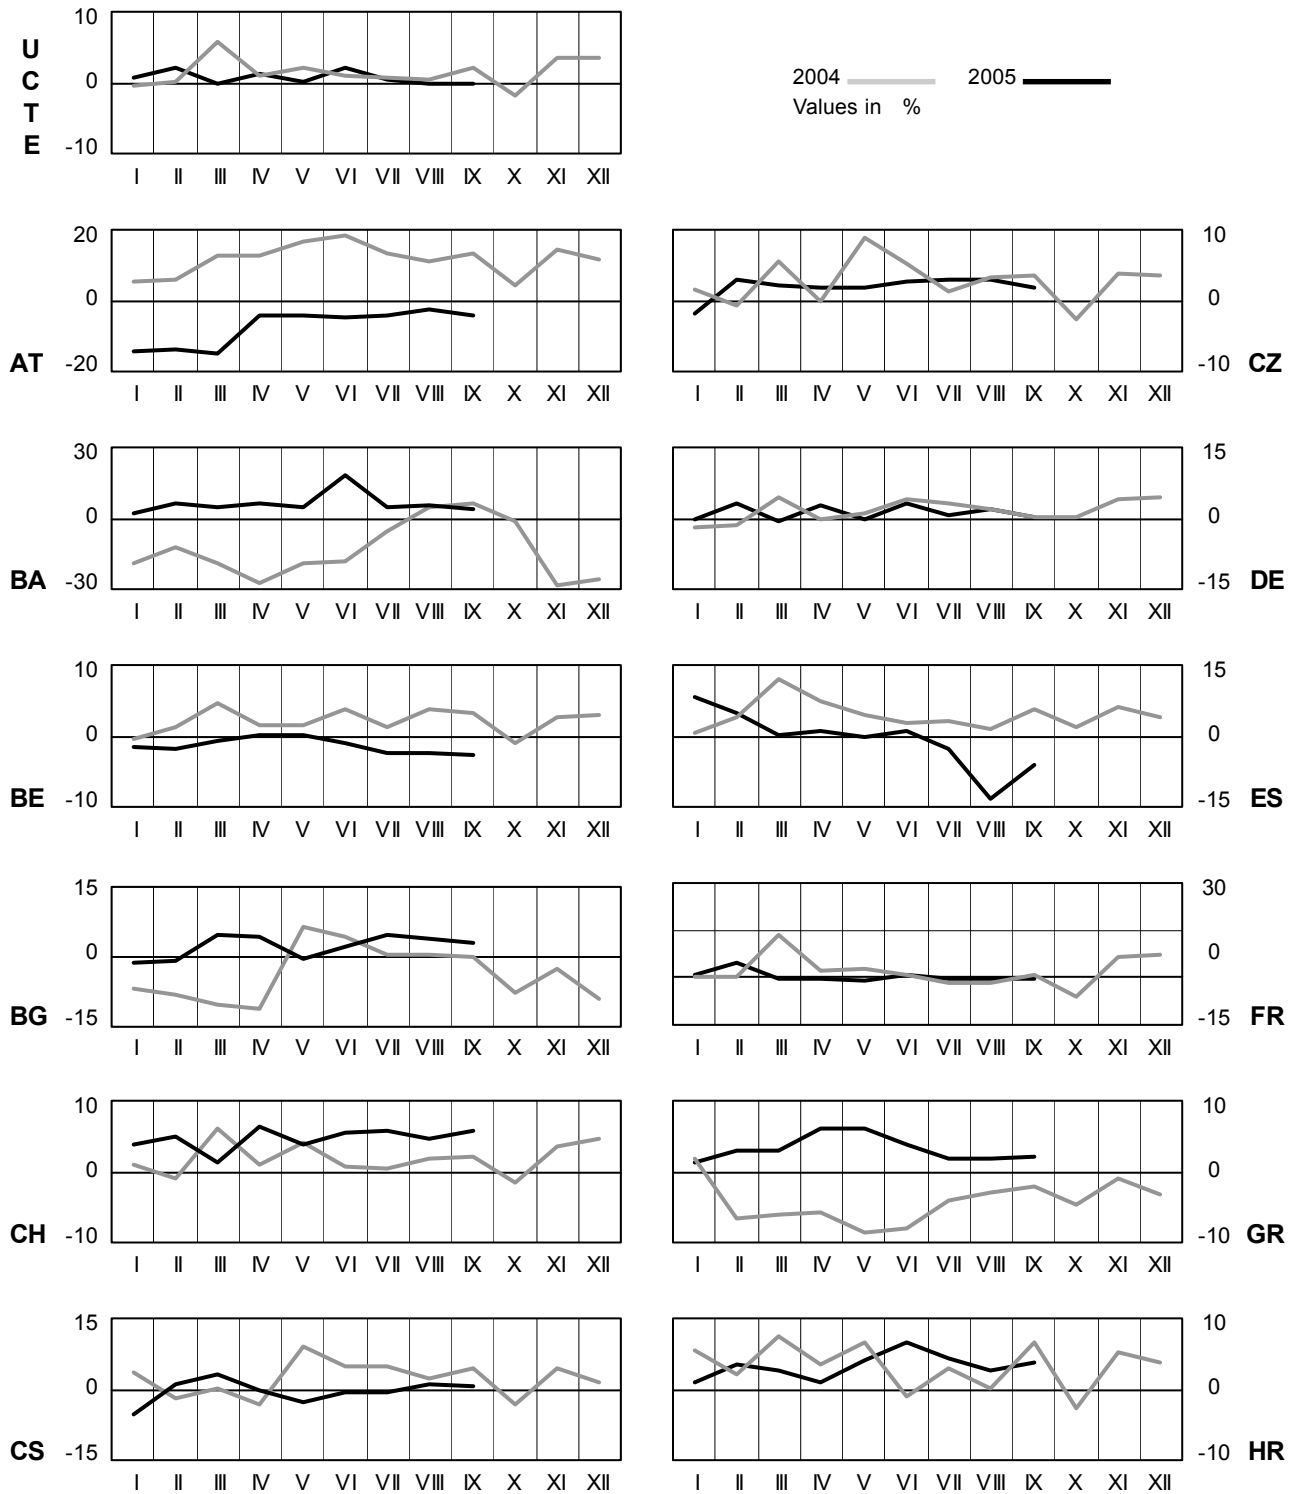 10
U
C
T
E
0
-10
I II III IV V VI VII VIII IX X XI XII
2004 2005
Values in %
20
0
AT -20
I II III IV V VI VII VIII IX X XI XII
10
0
-10 CZ
I II III IV V VI VII VIII IX X XI XII
30
0
BA -30
I II III IV V VI VII VIII IX X XI XII
15
0
-15 DE
I II III IV V VI VII VIII IX X XI XII
10
0
BE -10
I II III IV V VI VII VIII IX X XI XII
15
0
-15 ES
I II III IV V VI VII VIII IX X XI XII
15
0
BG -15
I II III IV V VI VII VIII IX X XI XII
30
0
-15 FR
I II III IV V VI VII VIII IX X XI XII
10
0
CH -10
I II III IV V VI VII VIII IX X XI XII
10
0
-10 GR
I II III IV V VI VII VIII IX X XI XII
15
0
CS -15
I II III IV V VI VII VIII IX X XI XII
10
0
-10 HR
I II III IV V VI VII VIII IX X XI XII